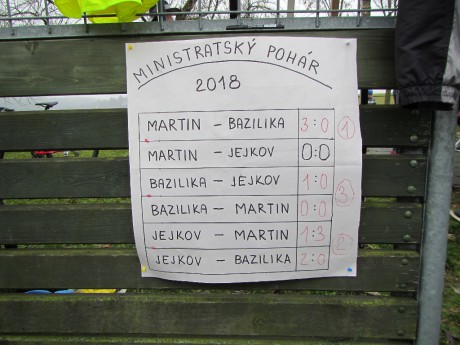 MINISTRATSKÝ POHÁR
2018
MARTIN – BAZILIKA 3:0 1
MARTIN – JEJKOV 0:0
BAZILIKA – JEJKOV 1:0 3
BAZILIKA – MARTIN 0:0
JEJKOV – MARTIN 1:3 2
JEJKOV – BAZILIKA 2:0